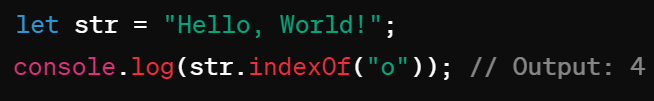 let str = "Hello, World!";
console.log(str.indexOf("o")); // Output: 4